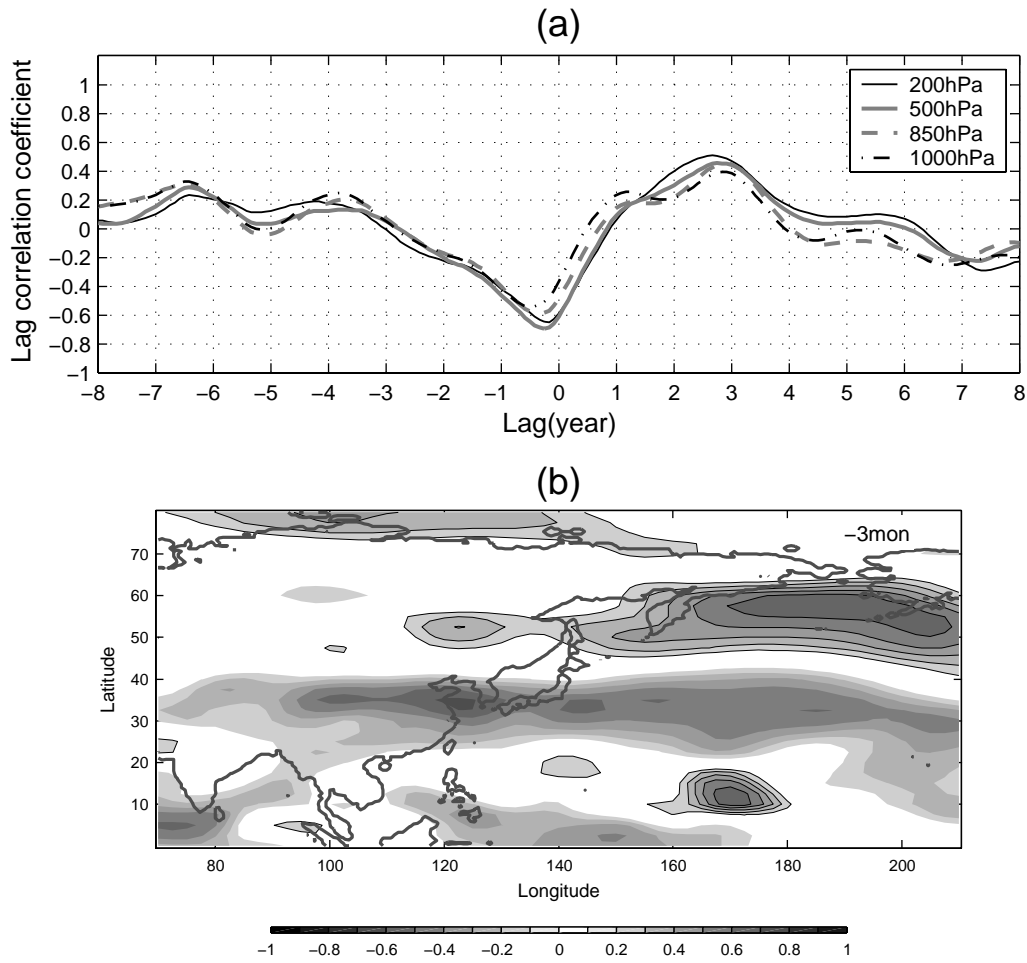 (a)
1
0.8
0.6
0.4
0.2
0
−0.2
−0.4
−0.6
−0.8
−1
Lag correlation coefficient
200hPa
500hPa
850hPa
1000hPa
−8 −7 −6 −5 −4 −3 −2 −1 0 1 2 3 4 5 6 7 8
Lag(year)
(b)
−3mon
70
60
50
40
30
20
10
Latitude
80 100 120 140 160 180 200
Longitude
−1 −0.8 −0.6 −0.4 −0.2 0 0.2 0.4 0.6 0.8 1